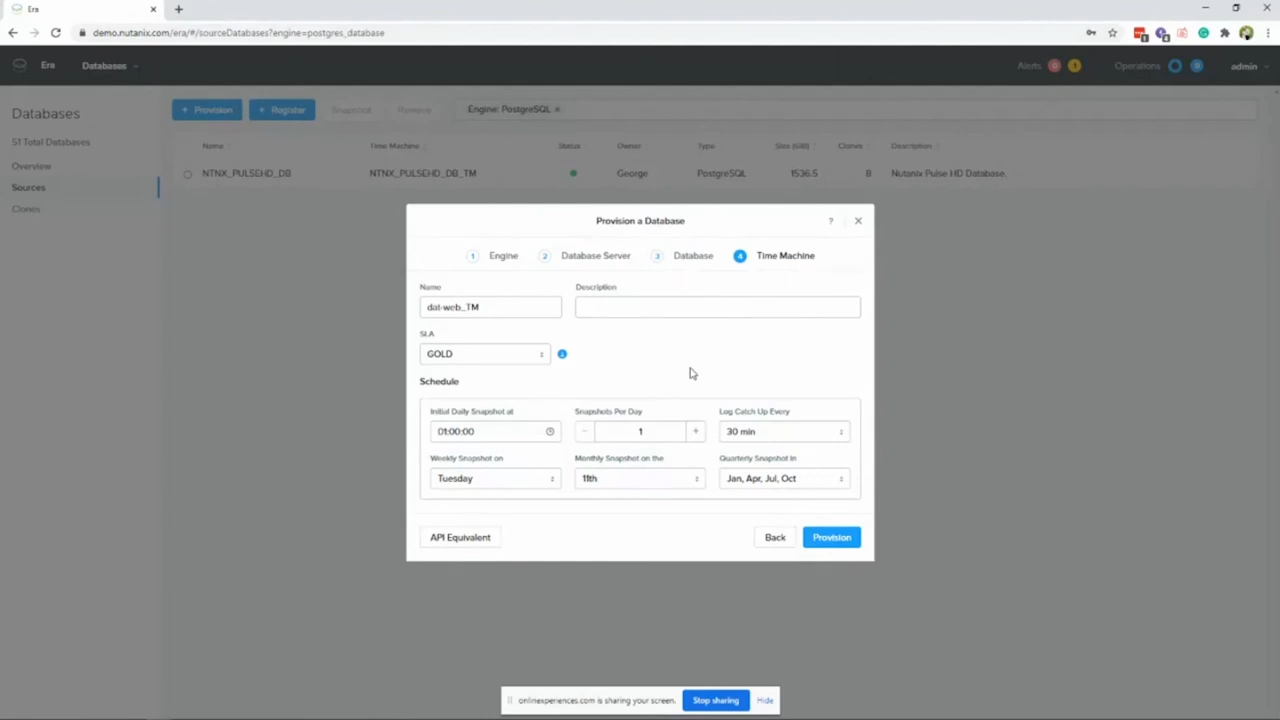 Era
demo.nutanix.com/era/#/sourceDatabases?engine=postgres_database
Era Databases Alerts 0 1 Operations admin
Databases
51 Total Databases
Overview
Sources
Clones
+ Provision + Register Snapshot Remove Engine: PostgreSQL ×
Name Time Machine Status Owner Type Size (GiB) Clones Description
NTNX_PULSEHD_DB NTNX_PULSEHD_DB_TM George PostgreSQL 1536.5 8 Nutanix Pulse HD Database.
Provision a Database ?
1 Engine 2 Database Server 3 Database 4 Time Machine
Name Description
dat-web_TM
SLA
GOLD
Schedule
Initial Daily Snapshot at Snapshots Per Day Log Catch Up Every
01:00:00 − 1 + 30 min
Weekly Snapshot on Monthly Snapshot on the Quarterly Snapshot In
Tuesday 11th Jan, Apr, Jul, Oct
API Equivalent Back Provision
onlinexperiences.com is sharing your screen. Stop sharing Hide